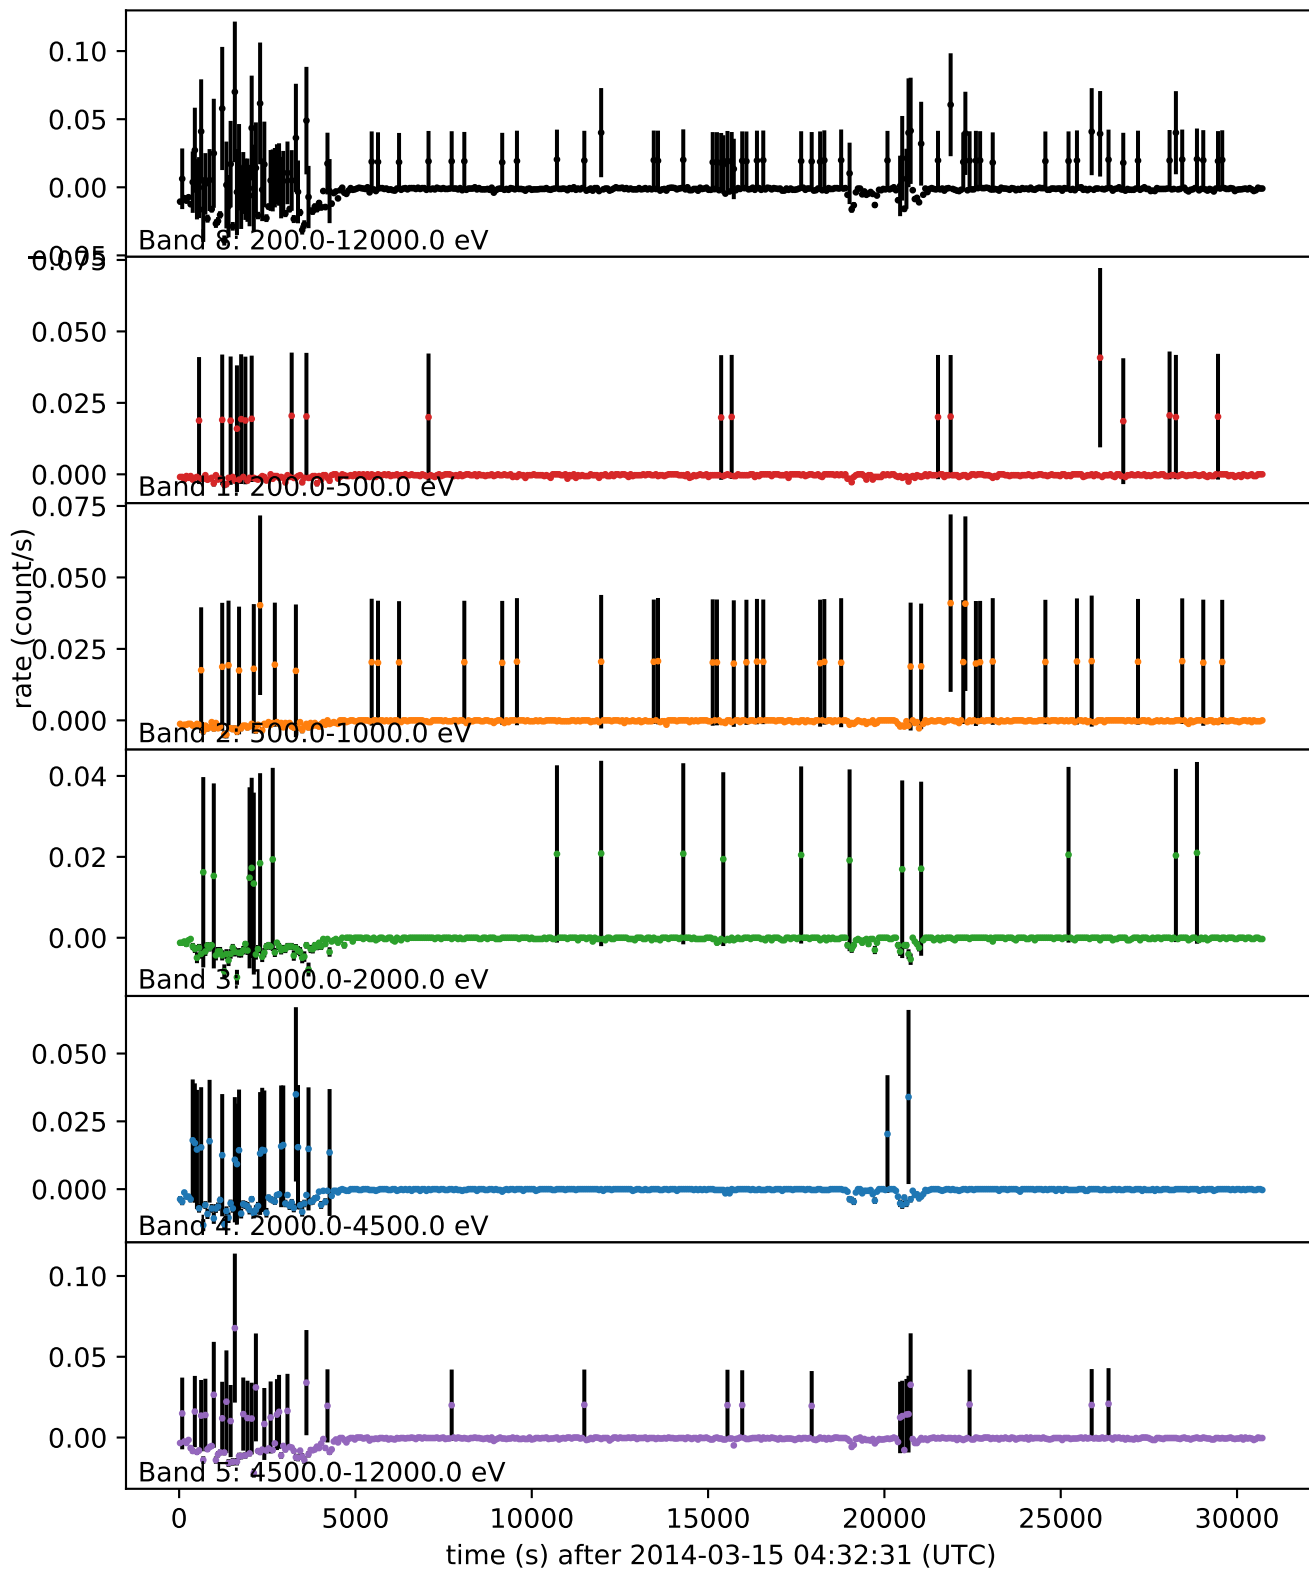 0.10
0.05
0.00
−0.05
Band 8: 200.0-12000.0 eV
0.075
0.050
0.025
0.000
Band 1: 200.0-500.0 eV
0.075
0.050
0.025
0.000
Band 2: 500.0-1000.0 eV
rate (count/s)
0.04
0.02
0.00
Band 3: 1000.0-2000.0 eV
0.050
0.025
0.000
Band 4: 2000.0-4500.0 eV
0.10
0.05
0.00
Band 5: 4500.0-12000.0 eV
0 5000 10000 15000 20000 25000 30000
time (s) after 2014-03-15 04:32:31 (UTC)